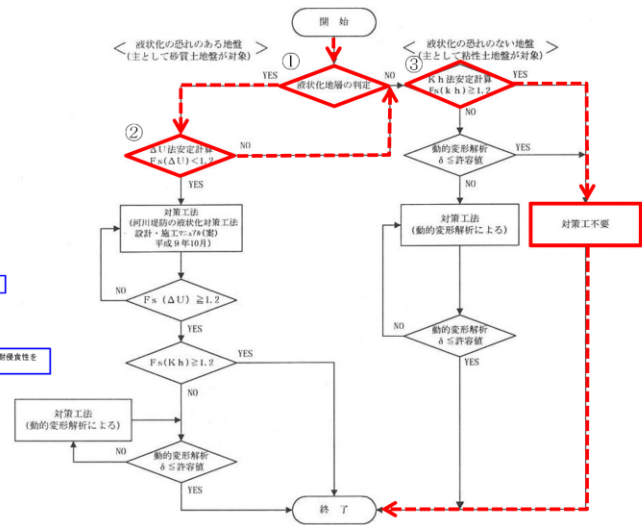 開 始
液状化の恐れのある地盤
(主として砂質土地盤が対象)
液状化の恐れのない地盤
(主として粘性土地盤が対象)
①
YES
液状化地層の判定
NO
③
Kh法安定計算
Fs(kh)≧1.2
YES
NO
②
ΔU法安定計算
Fs(ΔU)<1.2
NO
YES
動的変形解析
δ≦許容値
YES
NO
対策工法
(河川堤防の液状化対策工法
設計・施工マニュアル(案)
平成9年10月)
対策工法
(動的変形解析による)
対策工不要
Fs (ΔU) ≧1.2
NO
YES
動的変形解析
δ≦許容値
NO
YES
耐侵食性を
Fs(Kh)≧1.2
YES
NO
対策工法
(動的変形解析による)
動的変形解析
δ≦許容値
NO
YES
終 了